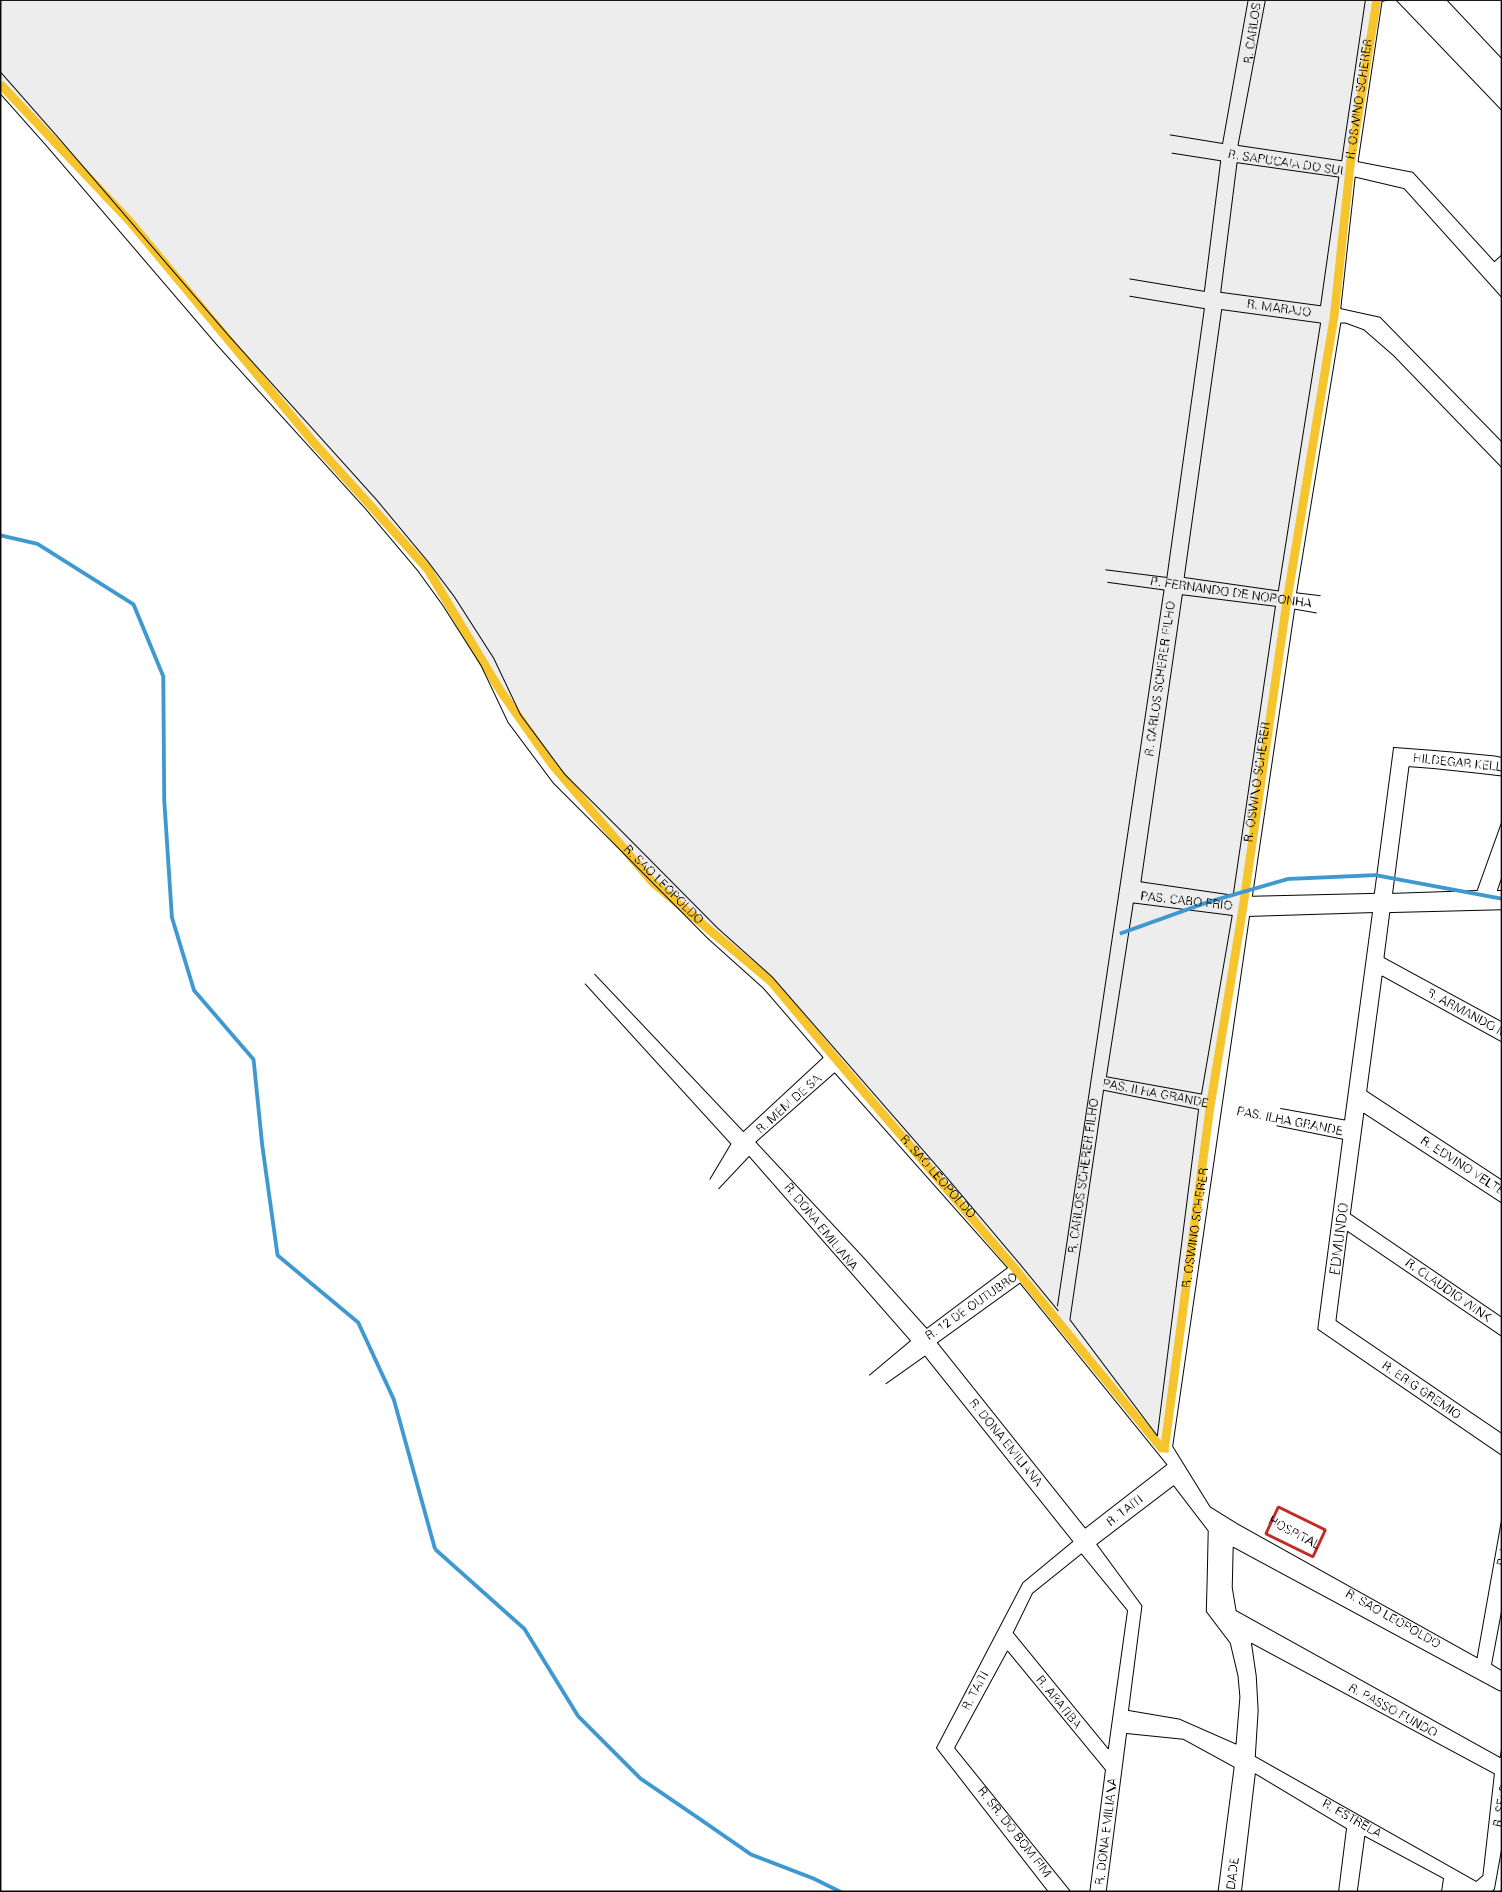 R. CARLOS
R. OSWINO SCHERER
R. SAPUCAIA DO SUL
R. MARAJO
R. FERNANDO DE NOPONHA
R. CARLOS SCHERER FILHO
R. OSWINO SCHERER
HILDEGAR KELL
R. SAO LEOPOLDO
PAS. CABO FRIO
R. ARMANDO
R. MEM DE SA
PAS. ILHA GRANDE
PAS. ILHA GRANDE
R. CARLOS SCHERER FILHO
R. SAO LEOPOLDO
R. EDVINO VELTE
R. DONA EMILIANA
R. OSWINO SCHERER
EDMUNDO
R. CLAUDIO WINK
R. 12 DE OUTUBRO
R. ERIG GREMIO
R. DONA EMILIANA
R. TAITI
HOSPITAL
R. SAO LEOPOLDO
R. TAITI
R. ARATIBA
R. PASSO FUNDO
R. SR. DO BOM FIM
R. DONA EMILIANA
R. ESTRELA
DADE